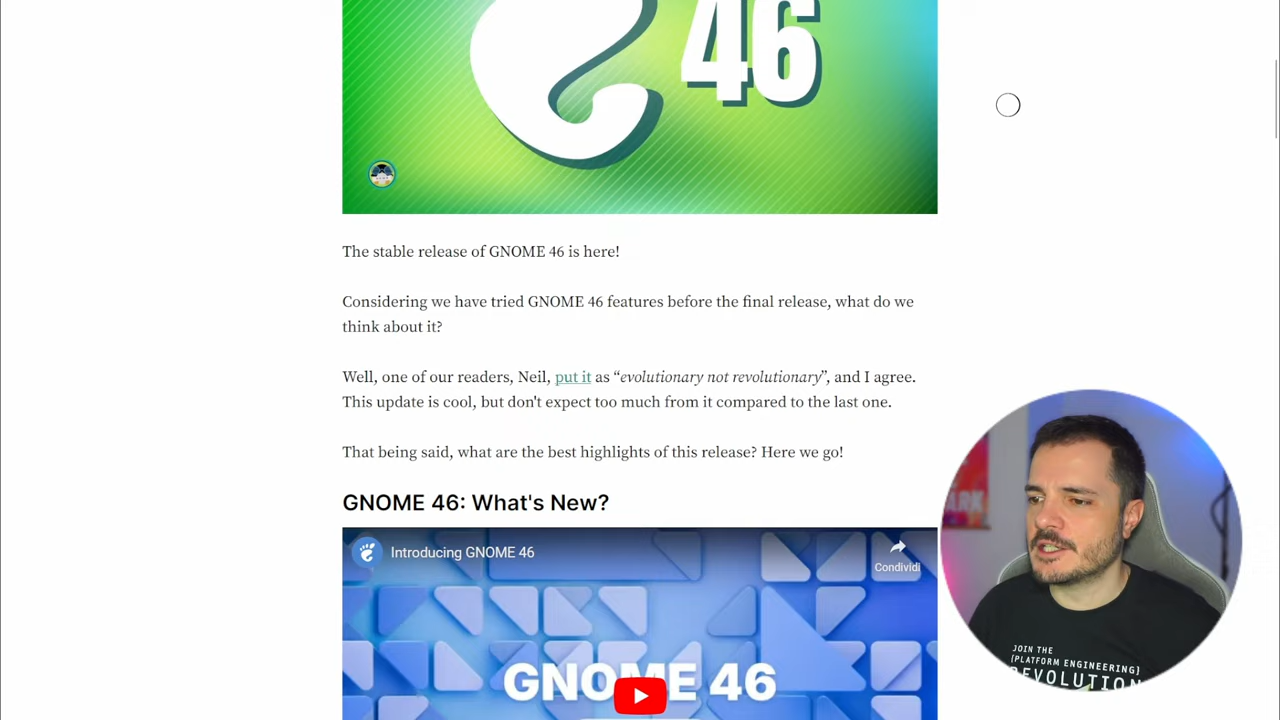 46
The stable release of GNOME 46 is here!
Considering we have tried GNOME 46 features before the final release, what do we
think about it?
Well, one of our readers, Neil, put it as “evolutionary not revolutionary”, and I agree.
This update is cool, but don't expect too much from it compared to the last one.
That being said, what are the best highlights of this release? Here we go!
GNOME 46: What's New?
Introducing GNOME 46
Condividi
GNOME 46
JOIN THE
{PLATFORM ENGINEERING}
REVOLUTION